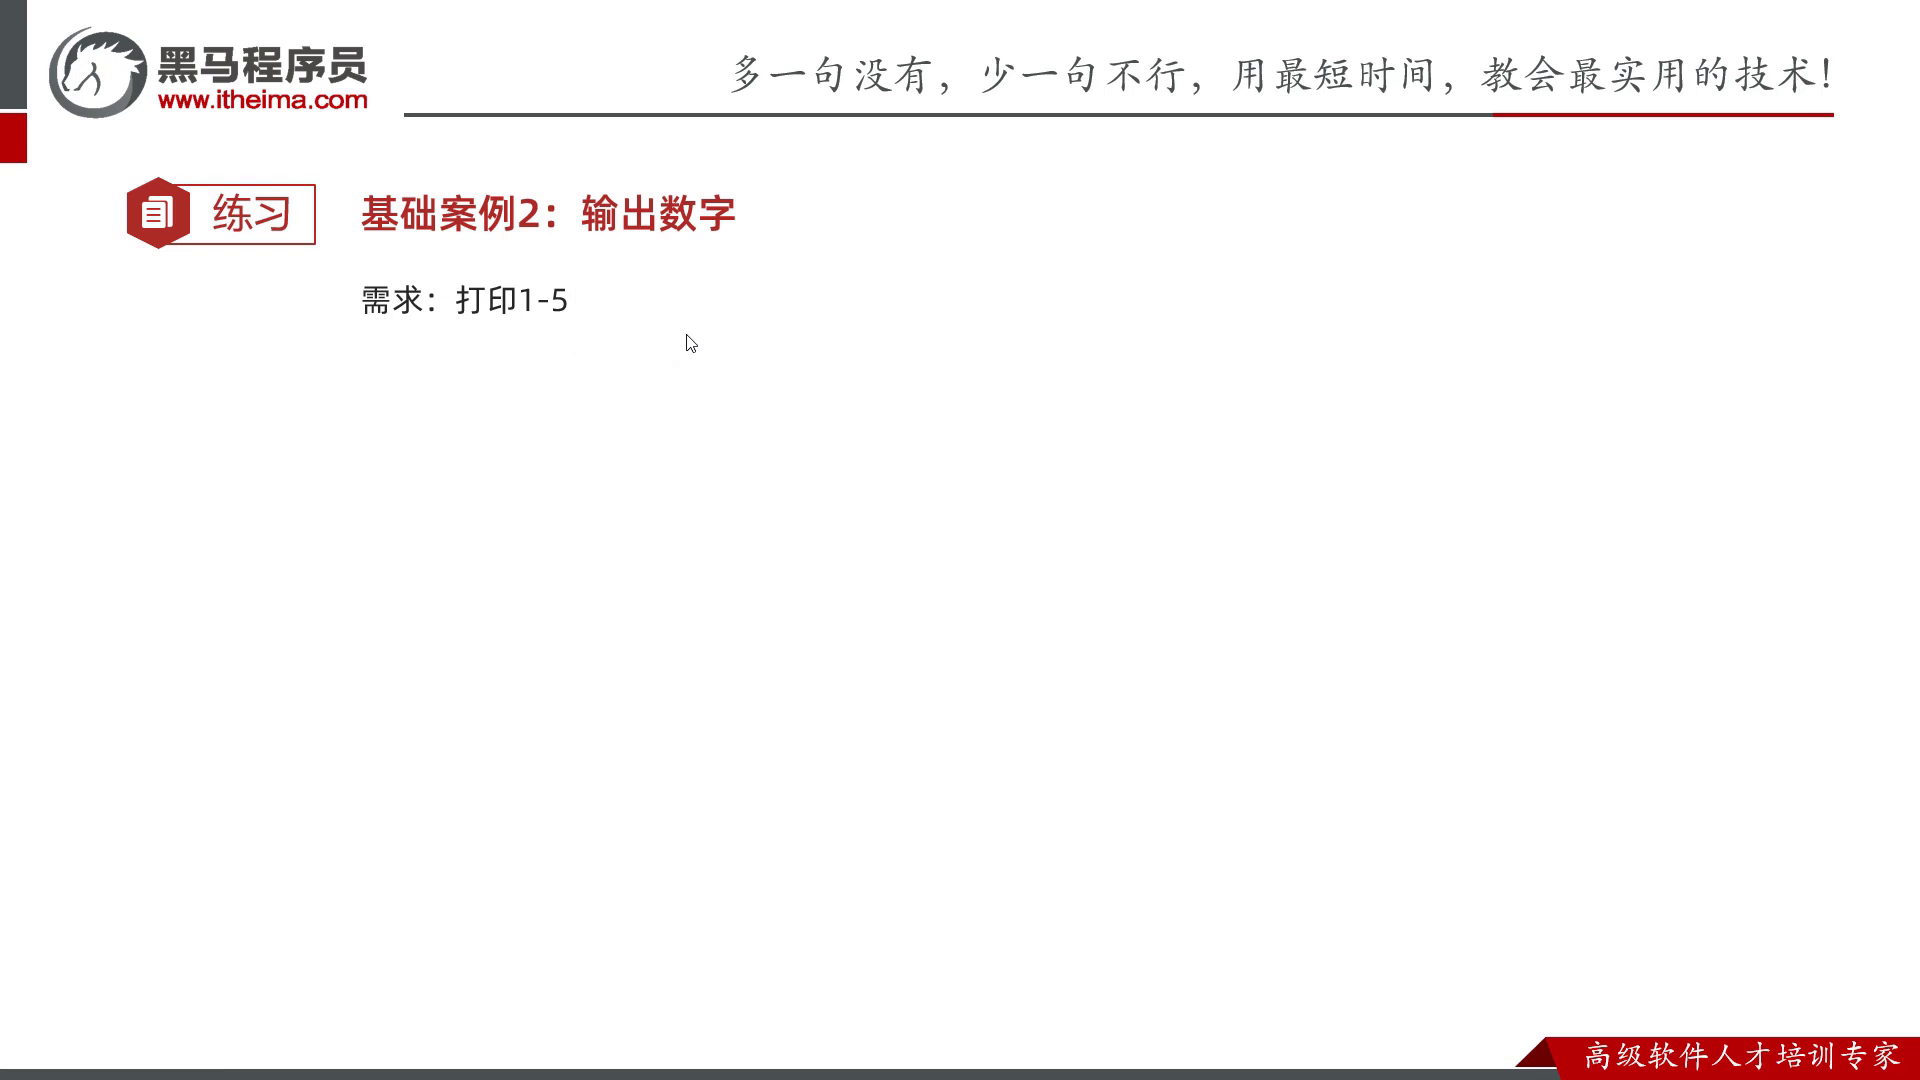 黑马程序员
www.itheima.com
多一句没有，少一句不行，用最短时间，教会最实用的技术！
练习
基础案例2：输出数字
需求：打印1-5
高级软件人才培训专家